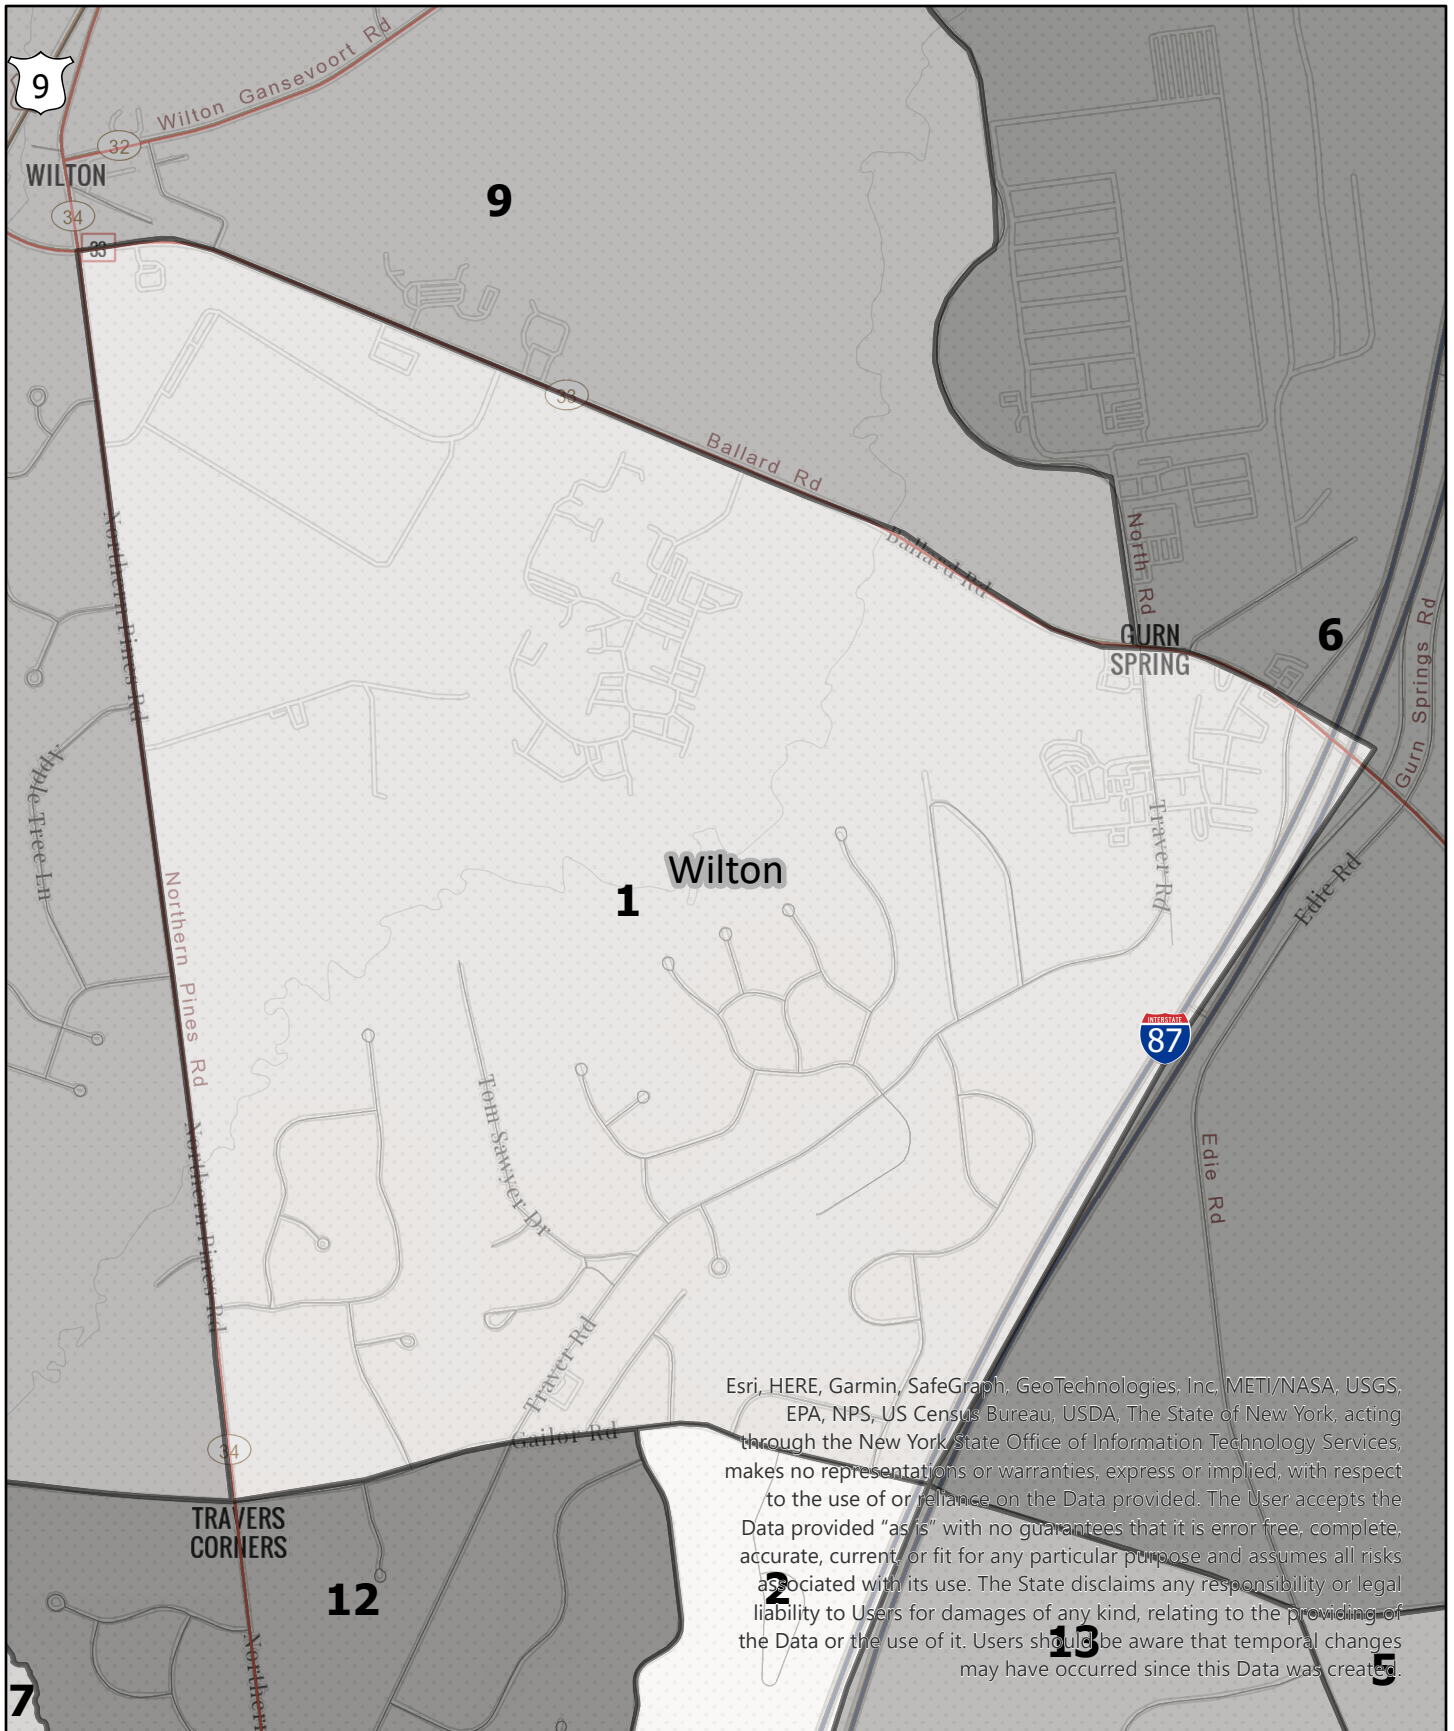 9
Wilton Gansevoort Rd
32
WILTON
34
33
9
33
Ballard Rd
Ballard Rd
North Rd
GURN
SPRING
6
Gurn Springs Rd
Northern Pines Rd
Apple Tree Ln
Northern Pines Rd
Northern Pines Rd
Traver Rd
Edie Rd
Wilton
1
INTERSTATE
87
Tom Sawyer Dr
Edie Rd
Traver Rd
Gailor Rd
34
TRAVERS
CORNERS
12
Esri, HERE, Garmin, SafeGraph, GeoTechnologies, Inc, METI/NASA, USGS,
EPA, NPS, US Census Bureau, USDA, The State of New York, acting
through the New York State Office of Information Technology Services,
makes no representations or warranties, express or implied, with respect
to the use of or reliance on the Data provided. The User accepts the
Data provided “as is” with no guarantees that it is error free, complete,
accurate, current, or fit for any particular purpose and assumes all risks
associated with its use. The State disclaims any responsibility or legal
liability to Users for damages of any kind, relating to the providing of
the Data or the use of it. Users should be aware that temporal changes
may have occurred since this Data was created.
2
13
5
7
Northern